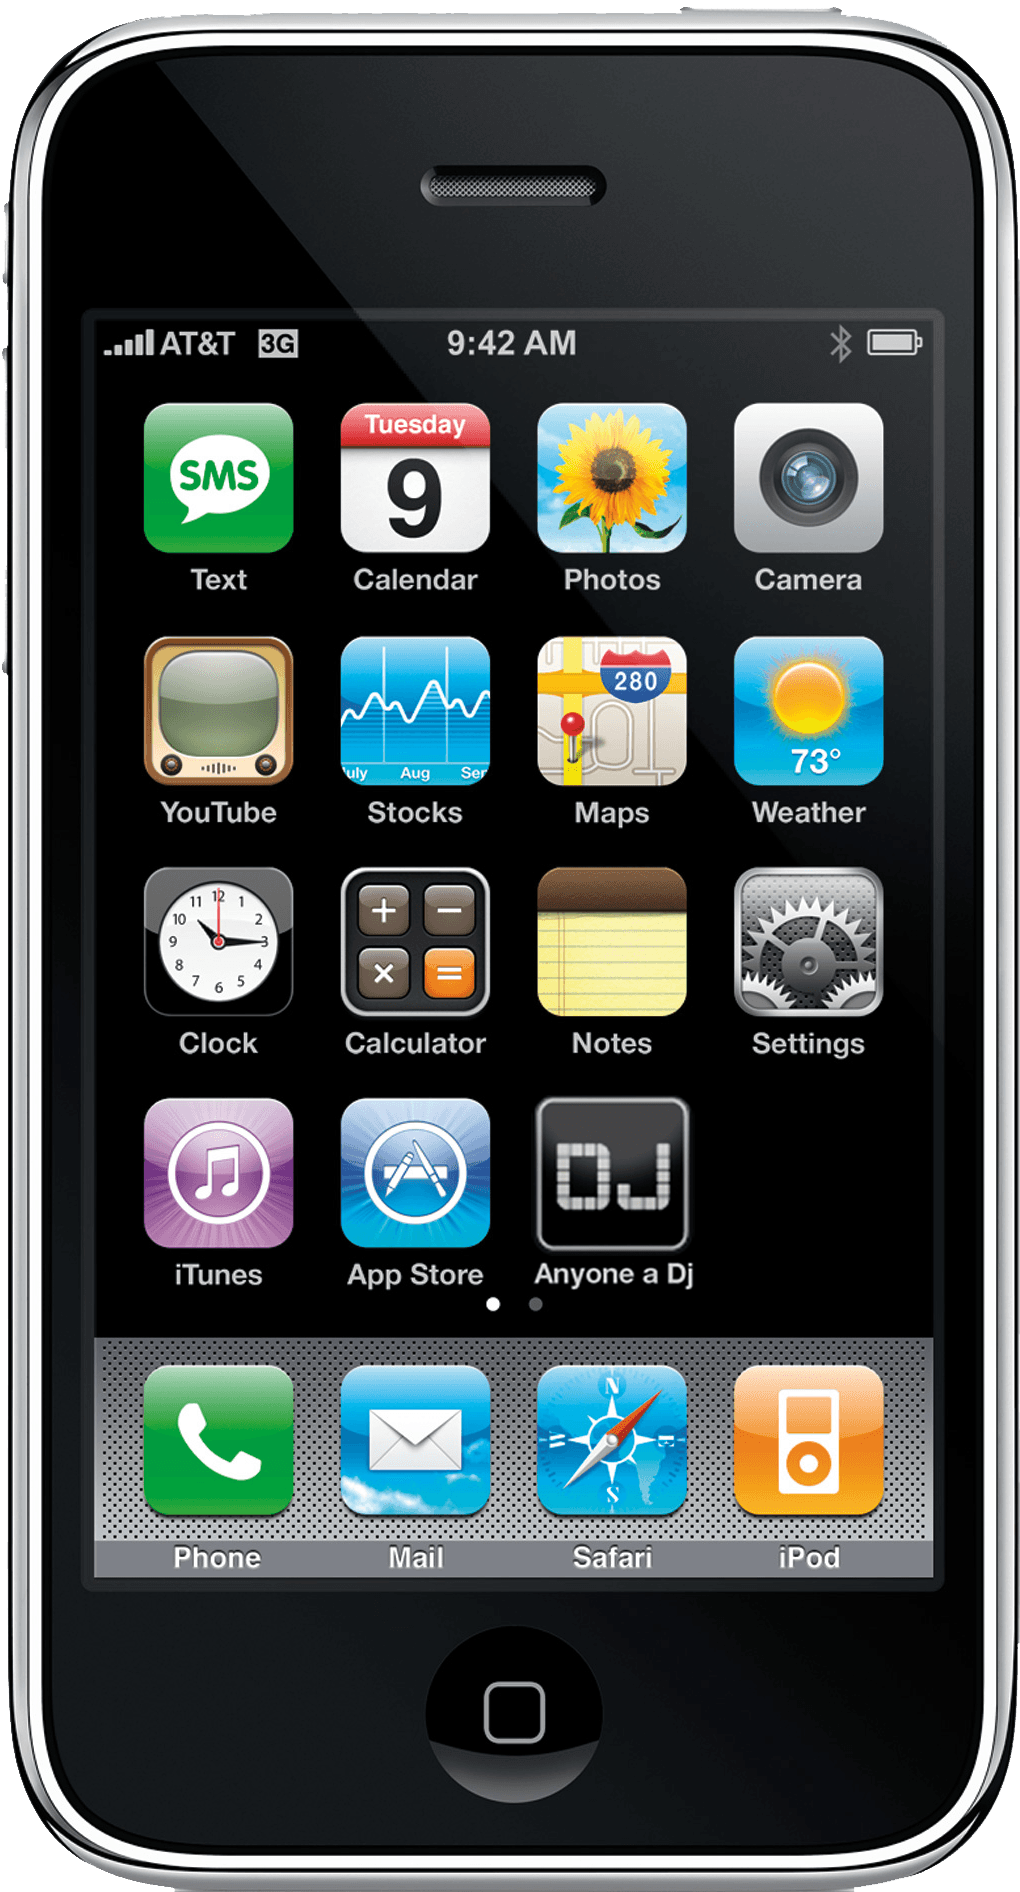 AT&T 3G 9:42 AM
SMS Tuesday
9
Text Calendar Photos Camera
280
73°
uly Aug Sep
YouTube Stocks Maps Weather
12
11 1
10 2
9 3
8 4
7 5
6
+ −
× =
Clock Calculator Notes Settings
DJ
iTunes App Store Anyone a Dj
N
W E
S
Phone Mail Safari iPod